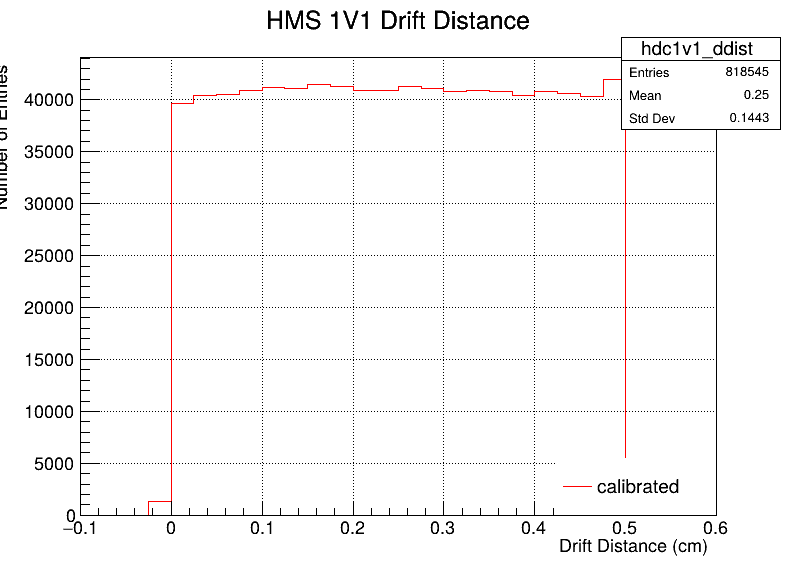 HMS 1V1 Drift Distance
hdc1v1_ddist
Entries 818545
Mean 0.25
Std Dev 0.1443
Number of Entries
40000
35000
30000
25000
20000
15000
10000
5000
0
−0.1 0 0.1 0.2 0.3 0.4 0.5 0.6
calibrated
Drift Distance (cm)